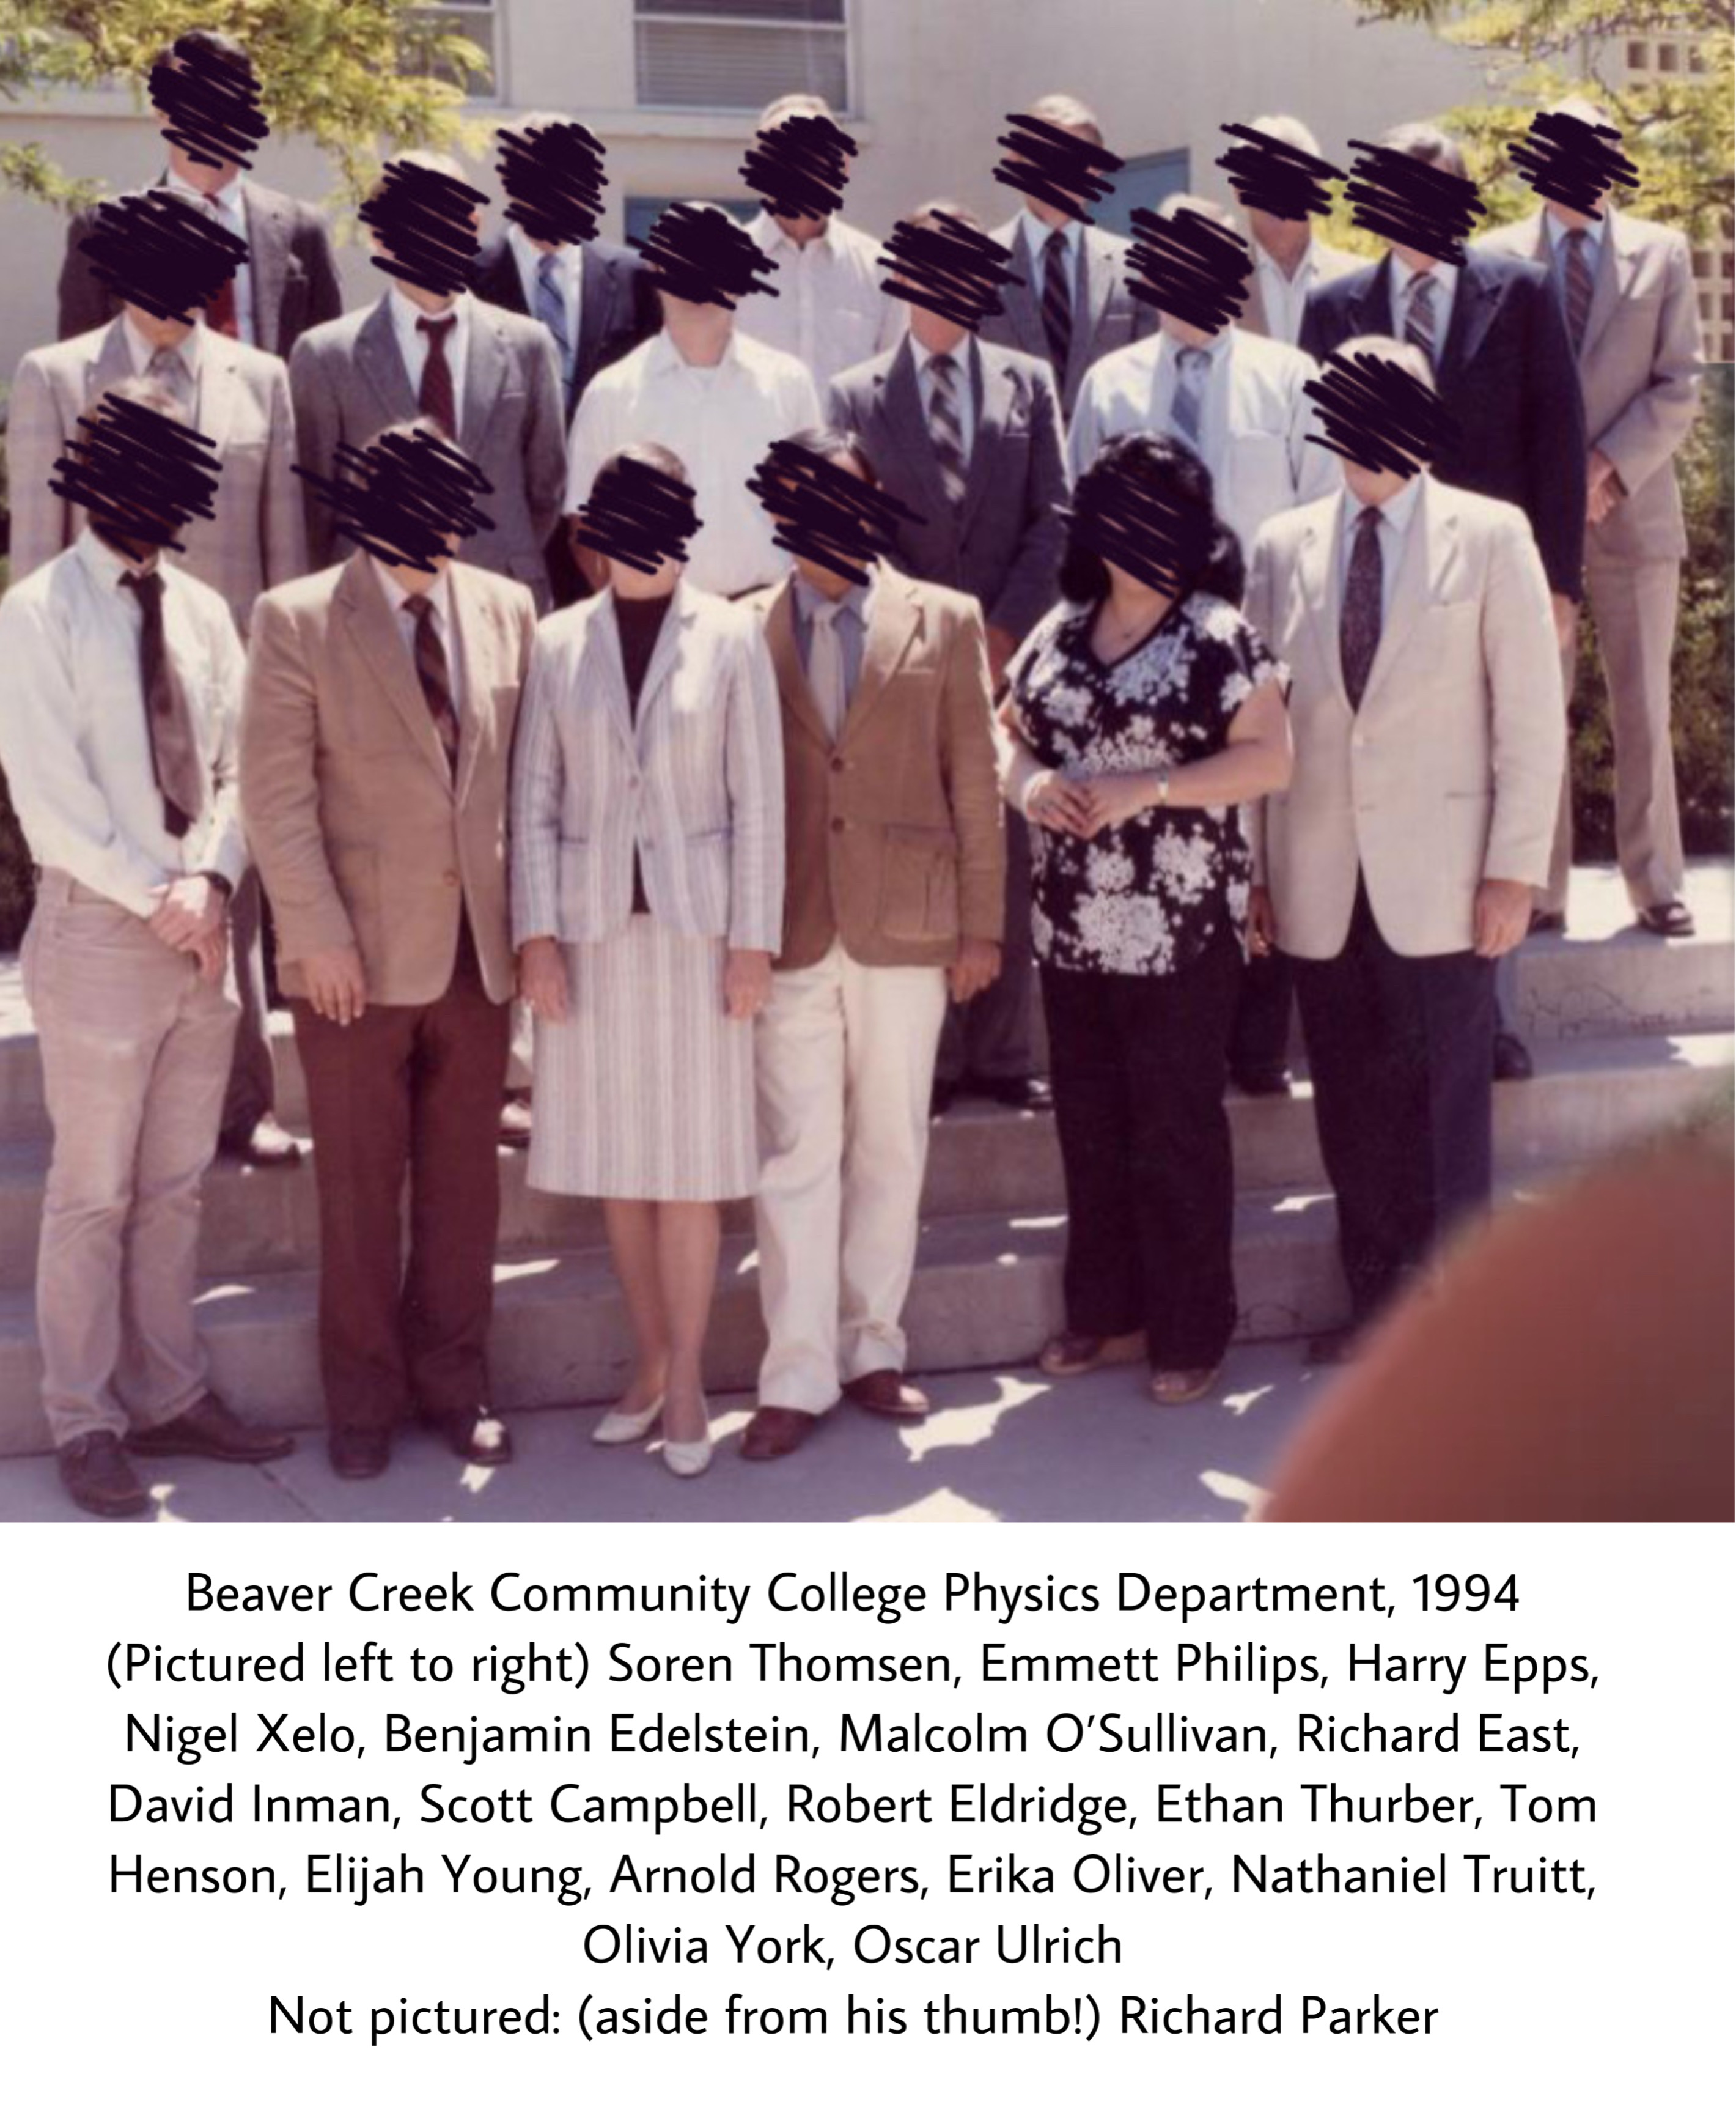 Beaver Creek Community College Physics Department, 1994
(Pictured left to right) Soren Thomsen, Emmett Philips, Harry Epps,
Nigel Xelo, Benjamin Edelstein, Malcolm O’Sullivan, Richard East,
David Inman, Scott Campbell, Robert Eldridge, Ethan Thurber, Tom
Henson, Elijah Young, Arnold Rogers, Erika Oliver, Nathaniel Truitt,
Olivia York, Oscar Ulrich
Not pictured: (aside from his thumb!) Richard Parker